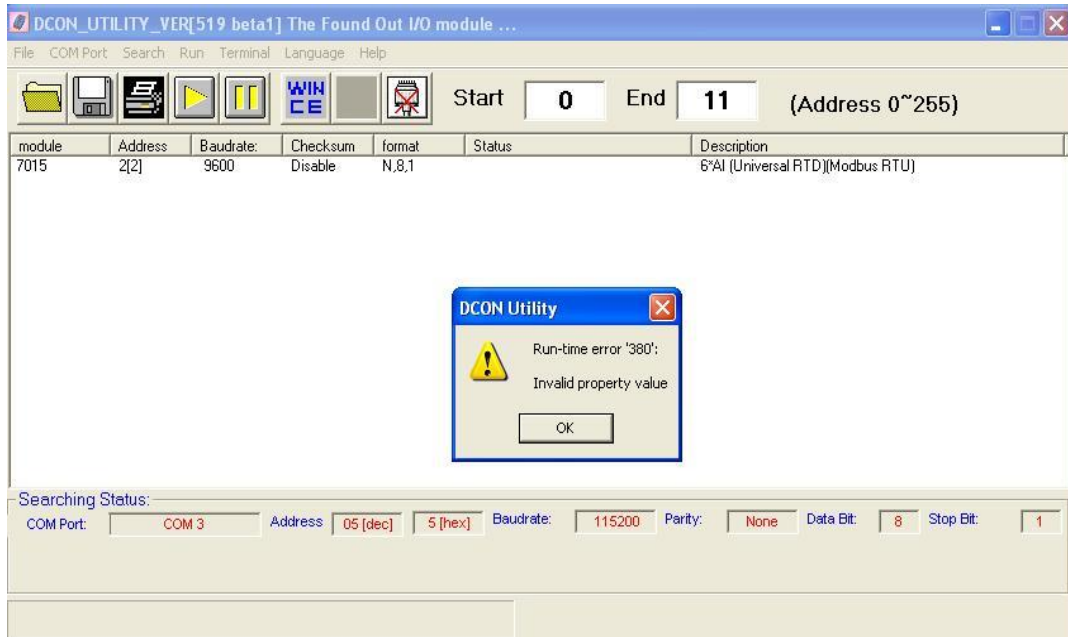 DCON_UTILITY_VER[519 beta1] The Found Out I/O module ...
File COM Port Search Run Terminal Language Help
WIN CE Start 0 End 11 (Address 0~255)
module Address Baudrate: Checksum format Status Description
7015 2[2] 9600 Disable N,8,1 6*AI (Universal RTD)(Modbus RTU)
DCON Utility
Run-time error '380':
Invalid property value
OK
Searching Status:
COM Port: COM 3 Address 05 [dec] 5 [hex] Baudrate: 115200 Parity: None Data Bit: 8 Stop Bit: 1